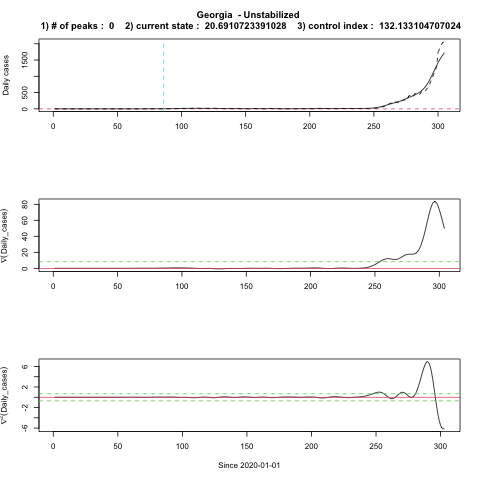 Georgia - Unstabilized
1) # of peaks : 0 2) current state : 20.6910723391028 3) control index : 132.133104707024
Daily cases
0 500 1500
0 50 100 150 200 250 300
∇(Daily_cases)
0 20 40 60 80
0 50 100 150 200 250 300
∇²(Daily_cases)
-6 -2 2 6
0 50 100 150 200 250 300
Since 2020-01-01